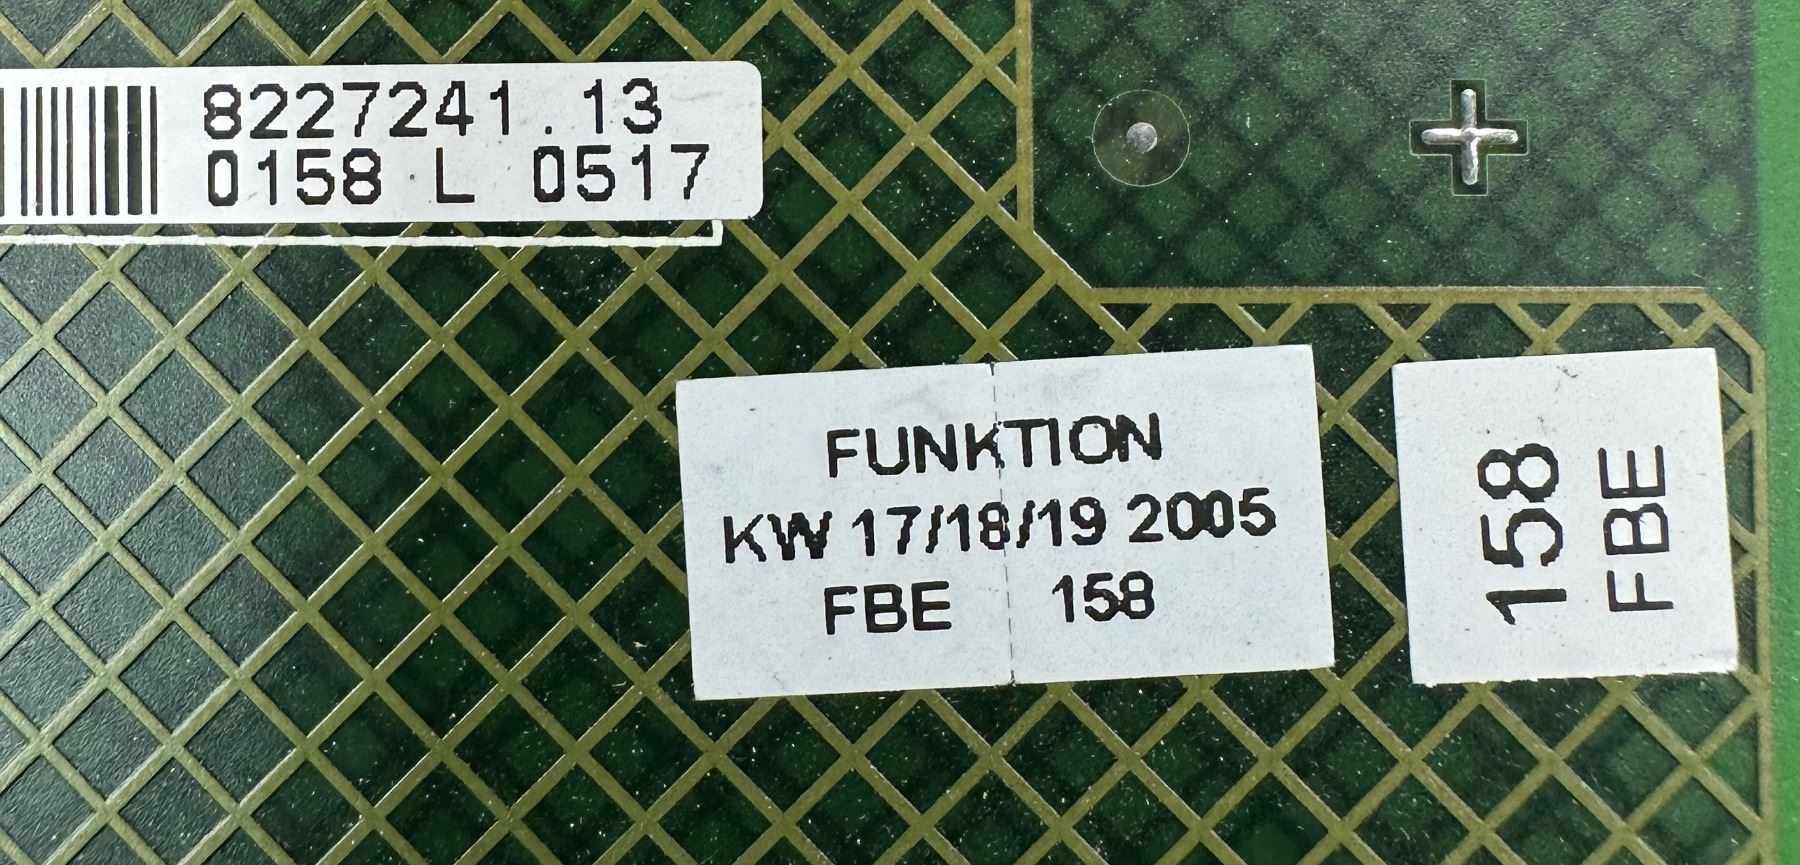 8227241.13
0158 L 0517
FUNKTION
KW 17/18/19 2005
FBE 158
158
FBE